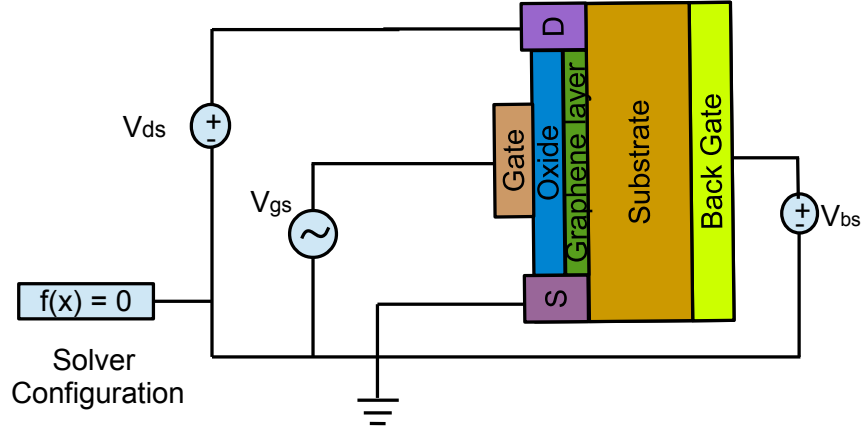 D
Vds
+
-
Vgs
Gate
Oxide
Graphene layer
Substrate
Back Gate
+
-
Vbs
f(x) = 0
S
Solver
Configuration